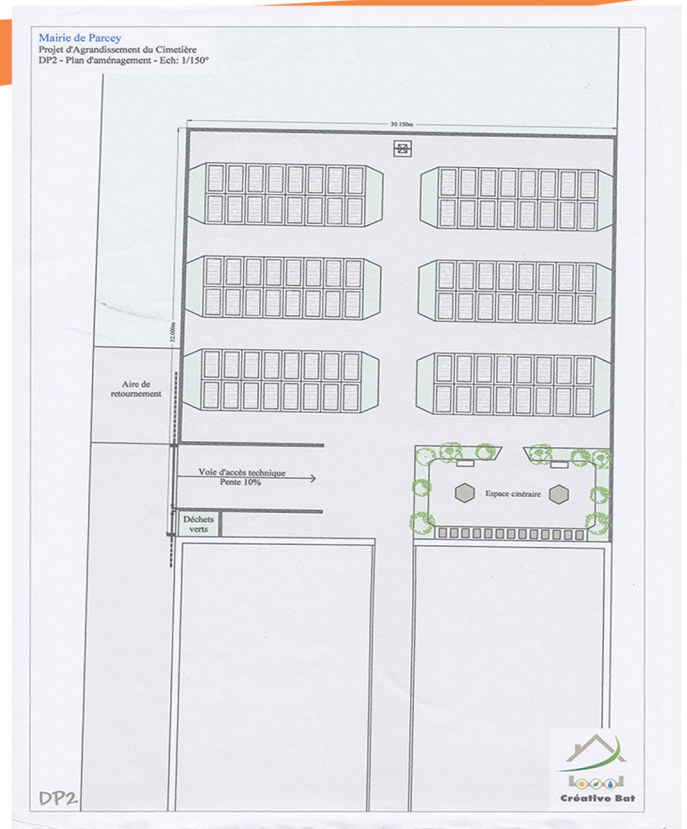 Mairie de Parcey
Projet d'Agrandissement du Cimetière
DP2 - Plan d'aménagement - Ech: 1/150°
30.150m
32.000m
Aire de
retournement
Voie d'accès technique
Pente 10%
Espace cinéraire
Déchets
verts
DP2
Créative Bat